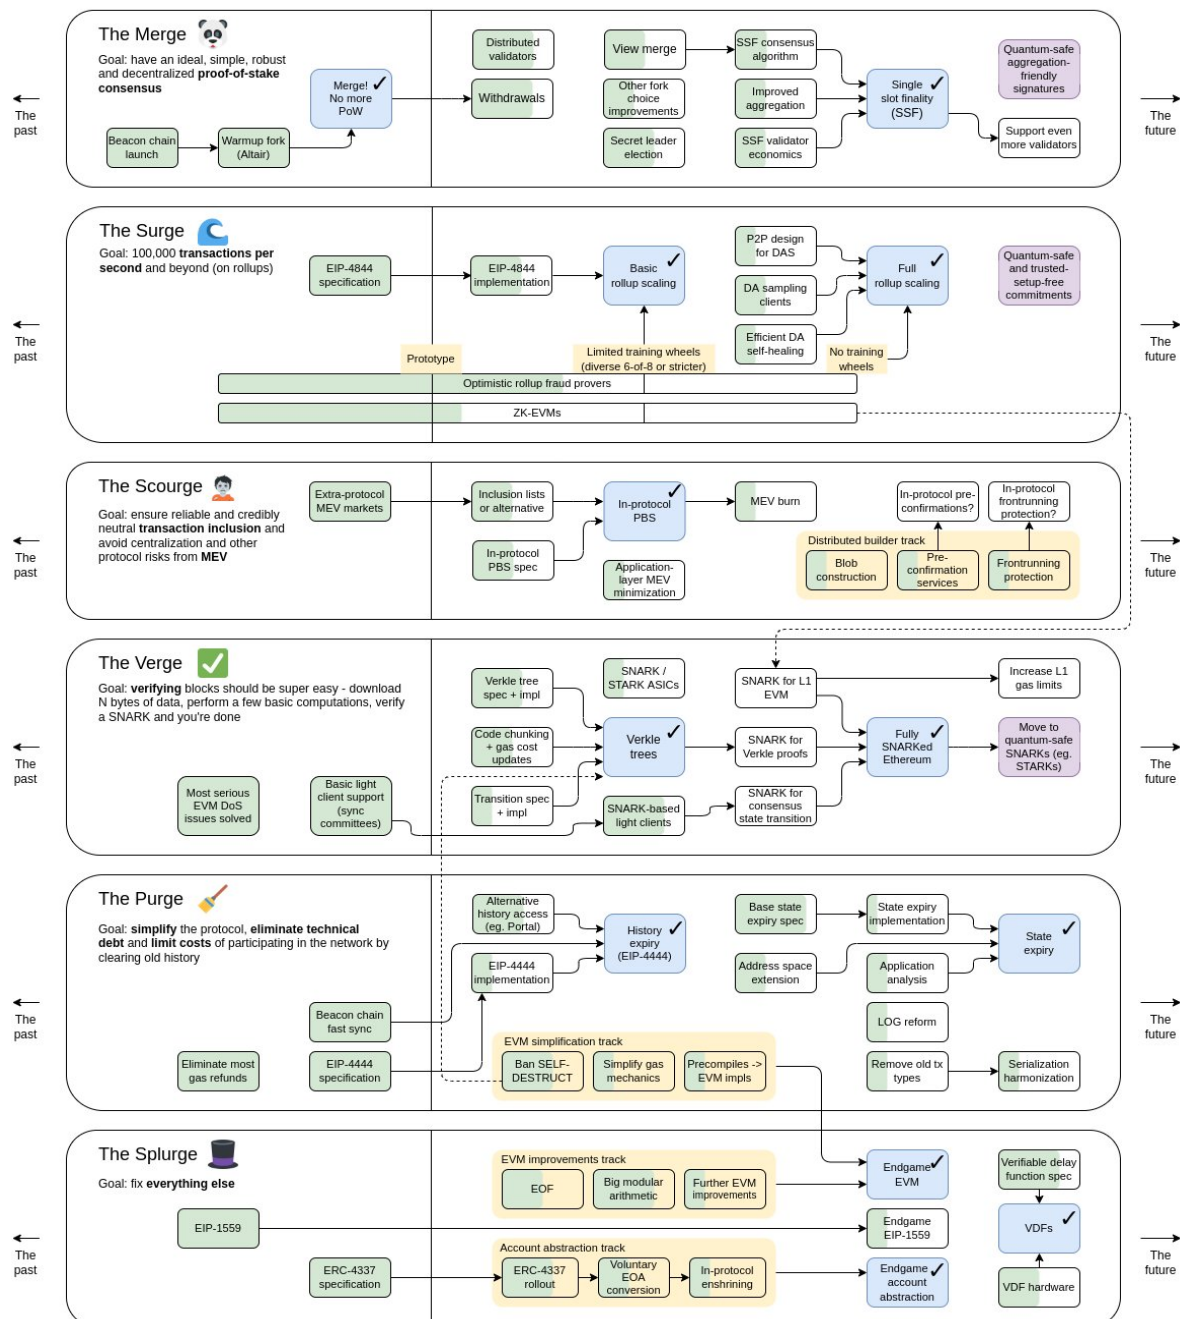 The Merge
Goal: have an ideal, simple, robust
and decentralized proof-of-stake
consensus
Merge!
No more
PoW
Beacon chain
launch
Warmup fork
(Altair)
Distributed
validators
Withdrawals
View merge
Other fork
choice
improvements
Secret leader
election
SSF consensus
algorithm
Improved
aggregation
SSF validator
economics
Single
slot finality
(SSF)
Quantum-safe
aggregation-
friendly
signatures
Support even
more validators
The
past
The
future
The Surge
Goal: 100,000 transactions per
second and beyond (on rollups)
EIP-4844
specification
EIP-4844
implementation
Basic
rollup scaling
P2P design
for DAS
DA sampling
clients
Efficient DA
self-healing
Full
rollup scaling
Quantum-safe
and trusted-
setup-free
commitments
Prototype
Limited training wheels
(diverse 6-of-8 or stricter)
No training
wheels
Optimistic rollup fraud provers
ZK-EVMs
The
past
The
future
The Scourge
Goal: ensure reliable and credibly
neutral transaction inclusion and
avoid centralization and other
protocol risks from MEV
Extra-protocol
MEV markets
Inclusion lists
or alternative
In-protocol
PBS spec
In-protocol
PBS
Application-
layer MEV
minimization
MEV burn
In-protocol pre-
confirmations?
In-protocol
frontrunning
protection?
Distributed builder track
Blob
construction
Pre-
confirmation
services
Frontrunning
protection
The
past
The
future
The Verge
Goal: verifying blocks should be super easy - download
N bytes of data, perform a few basic computations, verify
a SNARK and you're done
Most serious
EVM DoS
issues solved
Basic light
client support
(sync
committees)
Verkle tree
spec + impl
Code chunking
+ gas cost
updates
Transition spec
+ impl
SNARK /
STARK ASICs
Verkle
trees
SNARK-based
light clients
SNARK for L1
EVM
SNARK for
Verkle proofs
SNARK for
consensus
state transition
Fully
SNARKed
Ethereum
Increase L1
gas limits
Move to
quantum-safe
SNARKs (eg.
STARKs)
The
past
The
future
The Purge
Goal: simplify the protocol, eliminate technical
debt and limit costs of participating in the network by
clearing old history
Eliminate most
gas refunds
Beacon chain
fast sync
EIP-4444
specification
Alternative
history access
(eg. Portal)
EIP-4444
implementation
History
expiry
(EIP-4444)
EVM simplification track
Ban SELF-
DESTRUCT
Simplify gas
mechanics
Precompiles ->
EVM impls
Base state
expiry spec
Address space
extension
State expiry
implementation
Application
analysis
LOG reform
Remove old tx
types
State
expiry
Serialization
harmonization
The
past
The
future
The Splurge
Goal: fix everything else
EIP-1559
ERC-4337
specification
EVM improvements track
EOF
Big modular
arithmetic
Further EVM
improvements
Account abstraction track
ERC-4337
rollout
Voluntary
EOA
conversion
In-protocol
enshrining
Endgame
EVM
Endgame
EIP-1559
Endgame
account
abstraction
Verifiable delay
function spec
VDFs
VDF hardware
The
past
The
future